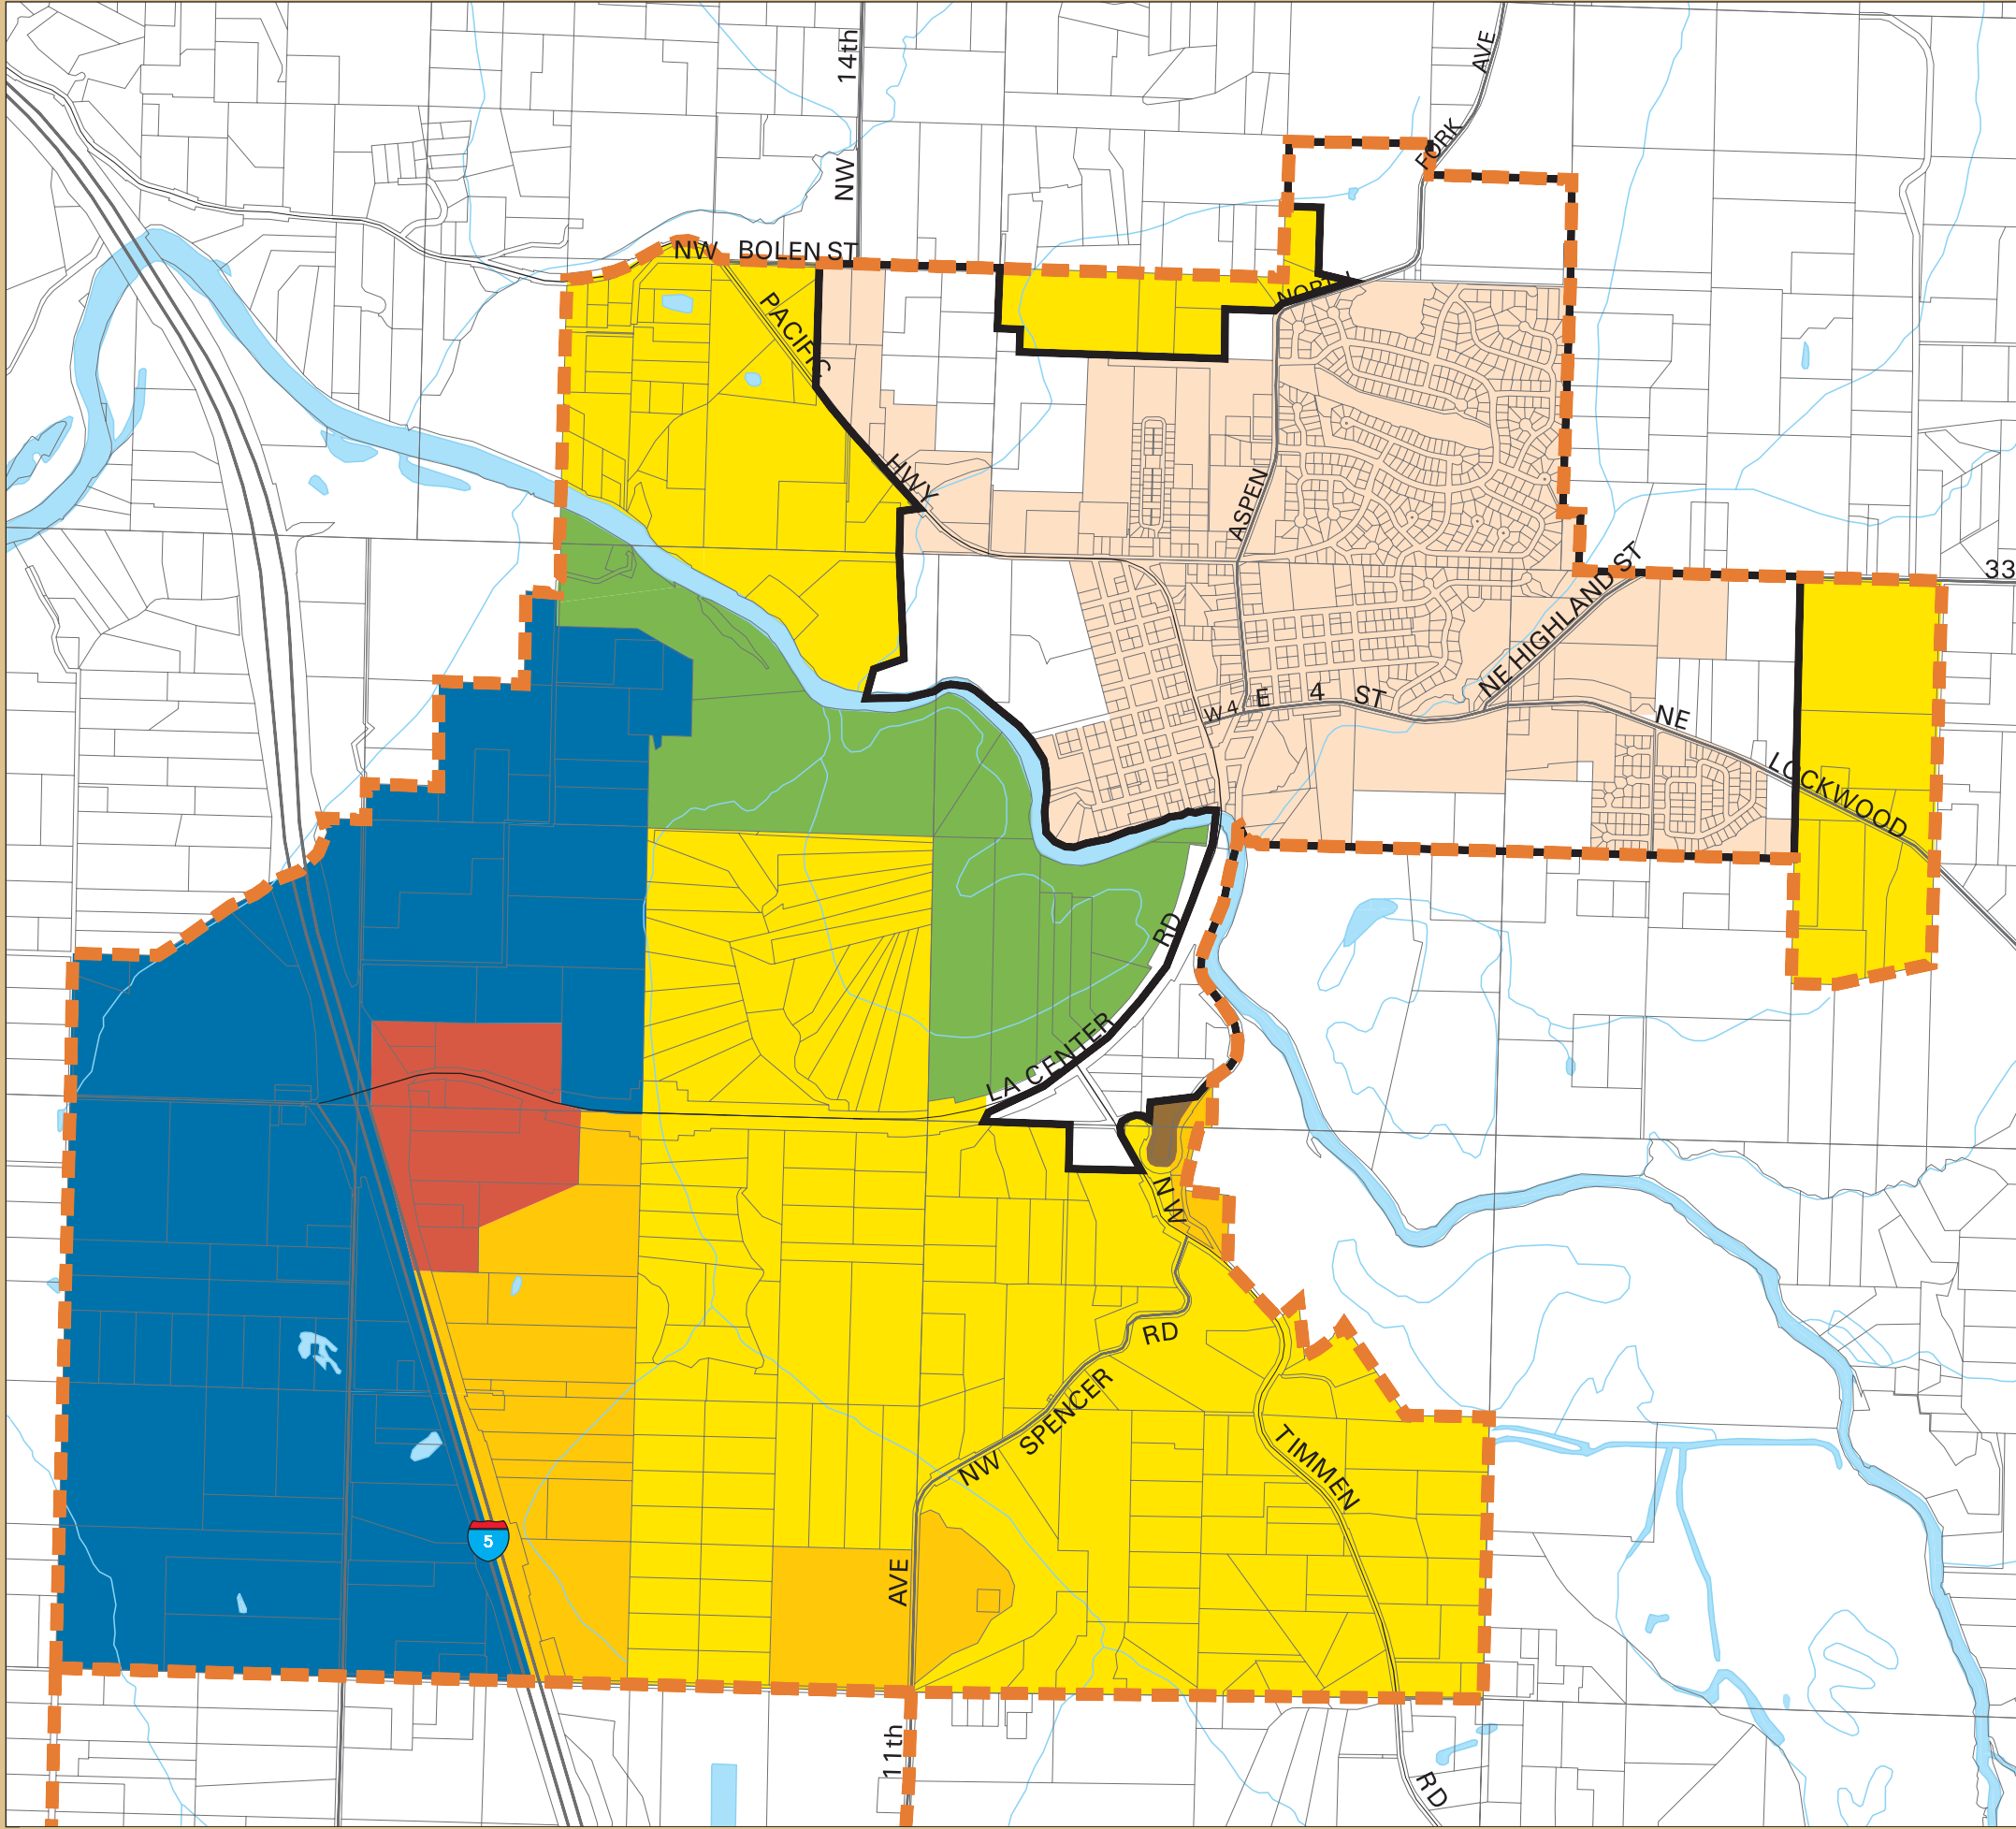 AVE
14th
FORK
NW
NW BOLEN ST
NORTH
PACIFIC
HWY
ASPEN
33
NE HIGHLAND ST
W 4
E 4 ST
NE
LOCKWOOD
RD
LA CENTER
NW
RD
SPENCER
NW
TIMMEN
5
AVE
11th
RD